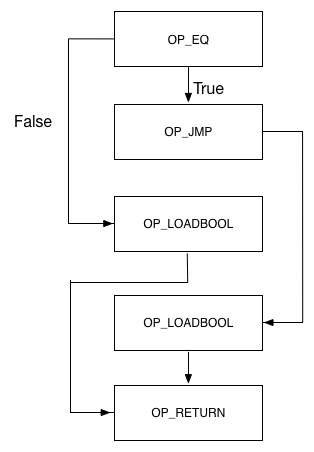 OP_EQ
True
False
OP_JMP
OP_LOADBOOL
OP_LOADBOOL
OP_RETURN